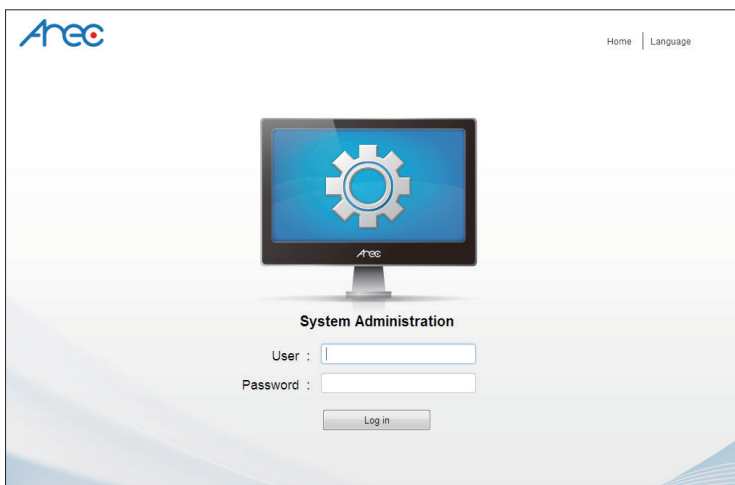 Arec
Home | Language
Arec
System Administration
User :
Password :
Log in